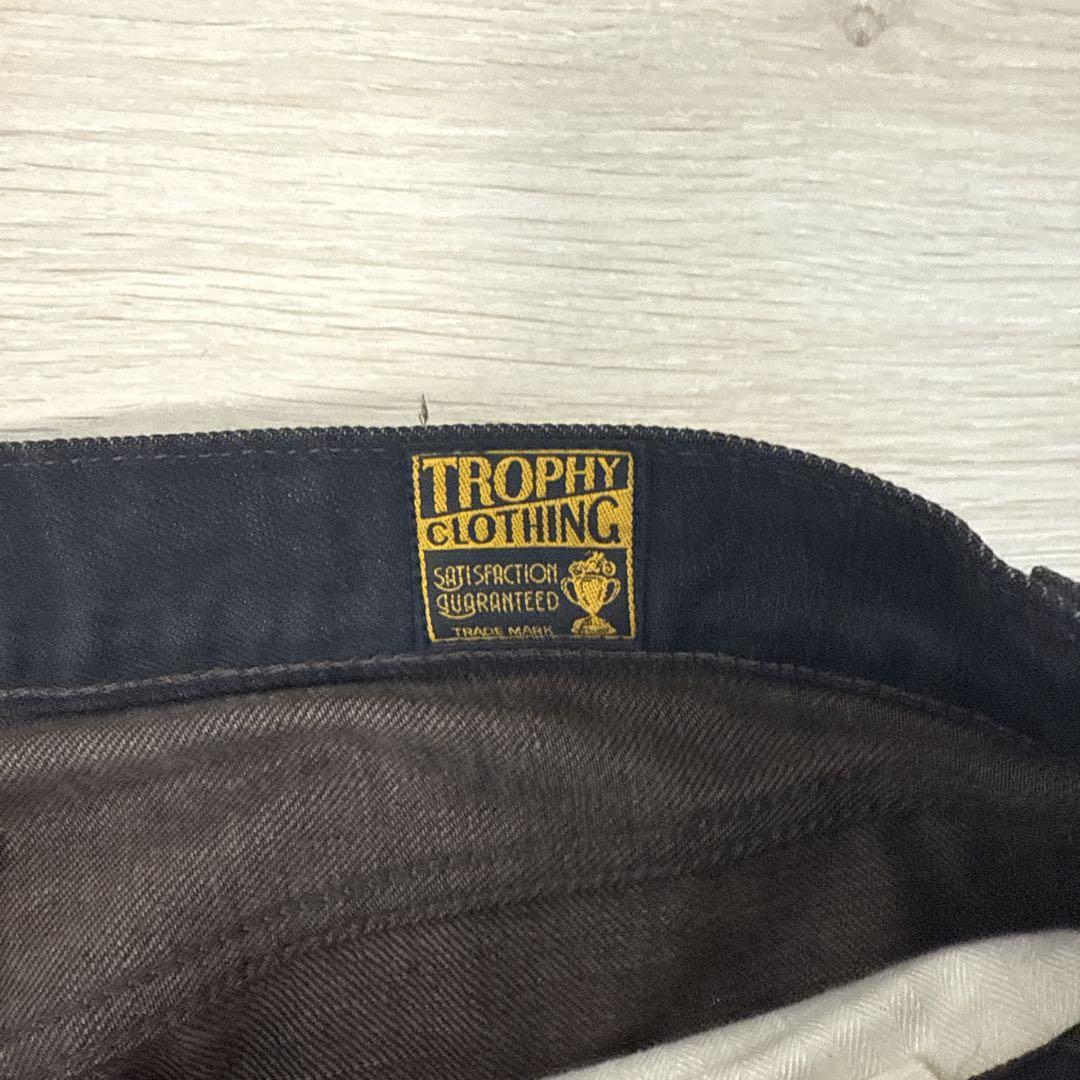 TROPHY
CLOTHING
SATISFACTION
GUARANTEED
TRADE MARK